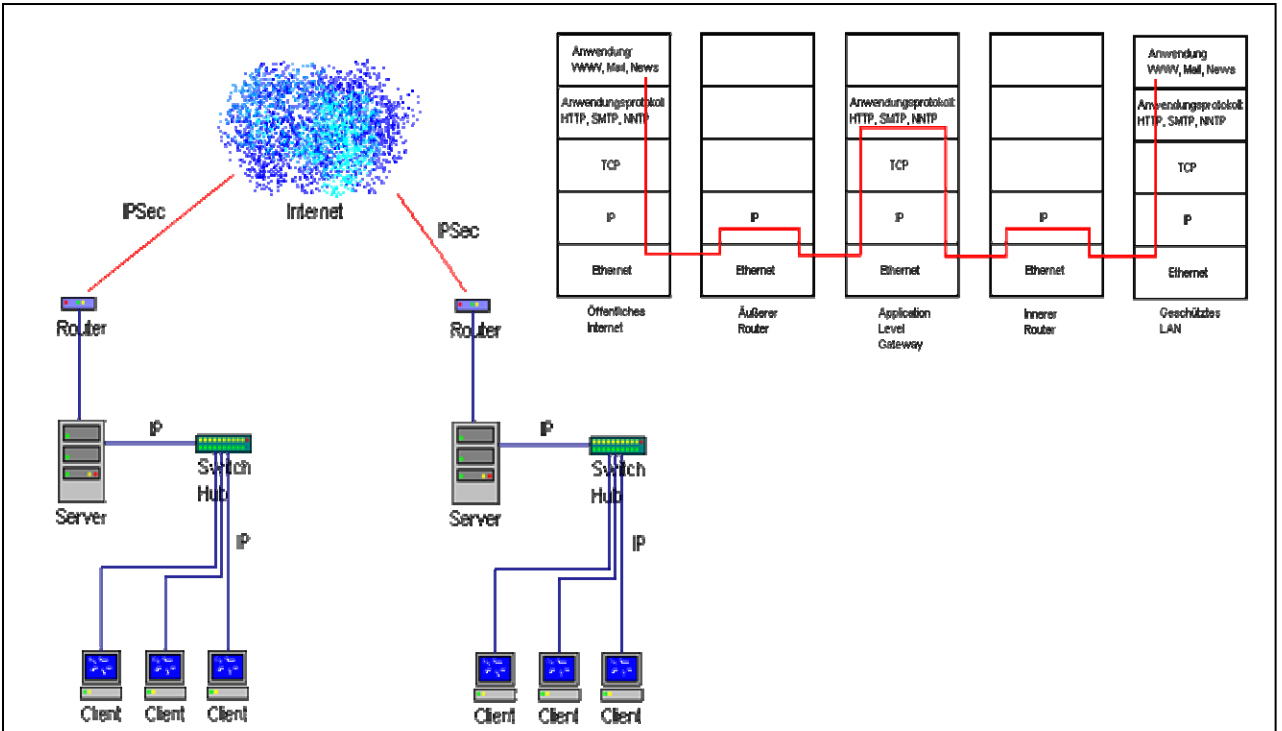 Internet
IPSec
IPSec
Router
Router
IP
IP
Switch
Hub
Switch
Hub
Server
Server
IP
IP
Client
Client
Client
Client
Client
Client
Anwendung
WWW, Mail, News
Anwendungsprotokoll:
HTTP, SMTP, NNTP
TCP
IP
Ethernet
Öffentliches
Internet
IP
Ethernet
Äußerer
Router
Anwendungsprotokoll:
HTTP, SMTP, NNTP
TCP
IP
Ethernet
Application
Level
Gateway
IP
Ethernet
Innerer
Router
Anwendung
WWW, Mail, News
Anwendungsprotokoll:
HTTP, SMTP, NNTP
TCP
IP
Ethernet
Geschütztes
LAN